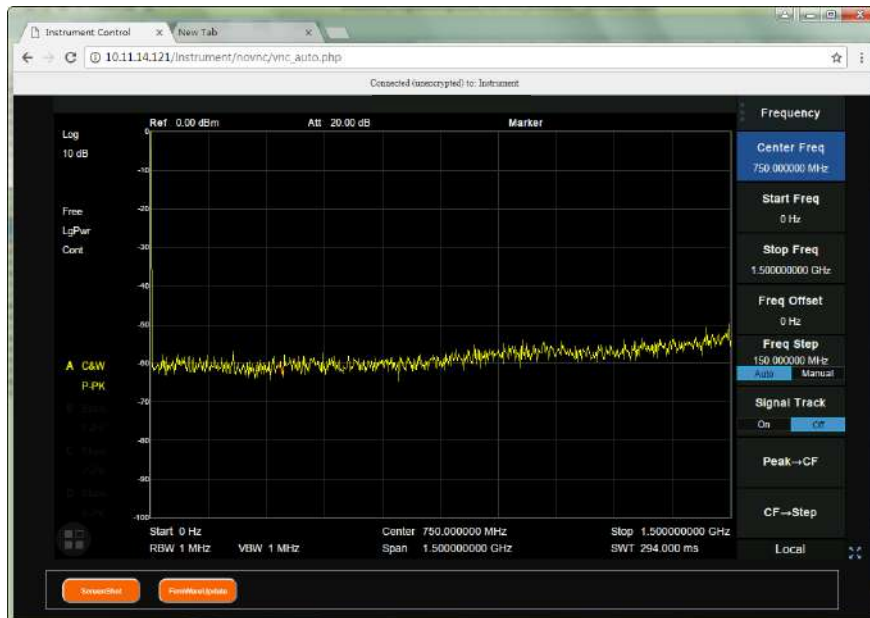 Instrument Control
New Tab
10.11.14.121/Instrument/novnc/vnc_auto.php
Connected (unencrypted) to: Instrument
Ref 0.00 dBm Att 20.00 dB Marker
Log
10 dB
Free
LgPwr
Cont
A C&W
P-PK
0
-10
-20
-30
-40
-50
-60
-70
-80
-90
-100
Start 0 Hz Center 750.000000 MHz Stop 1.500000000 GHz
RBW 1 MHz VBW 1 MHz Span 1.500000000 GHz SWT 294.000 ms
Frequency
Center Freq
750.000000 MHz
Start Freq
0 Hz
Stop Freq
1.500000000 GHz
Freq Offset
0 Hz
Freq Step
150.000000 MHz
Auto Manual
Signal Track
On Off
Peak→CF
CF→Step
Local
ScreenShot FirmWareUpdate